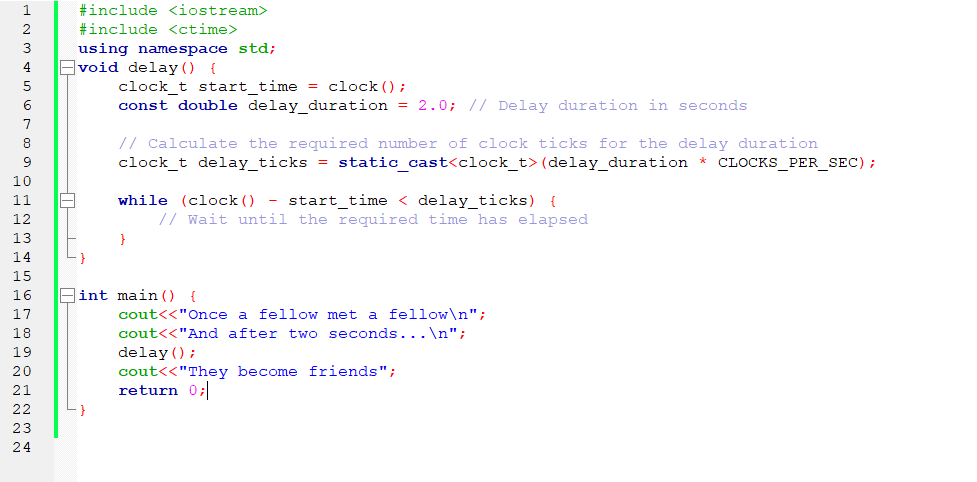 1 #include <iostream>
2 #include <ctime>
3 using namespace std;
4 void delay() {
5     clock_t start_time = clock();
6     const double delay_duration = 2.0; // Delay duration in seconds
7
8     // Calculate the required number of clock ticks for the delay duration
9     clock_t delay_ticks = static_cast<clock_t>(delay_duration * CLOCKS_PER_SEC);
10
11     while (clock() - start_time < delay_ticks) {
12         // Wait until the required time has elapsed
13     }
14 }
15
16 int main() {
17     cout<<"Once a fellow met a fellow\n";
18     cout<<"And after two seconds...\n";
19     delay();
20     cout<<"They become friends";
21     return 0;
22 }
23
24